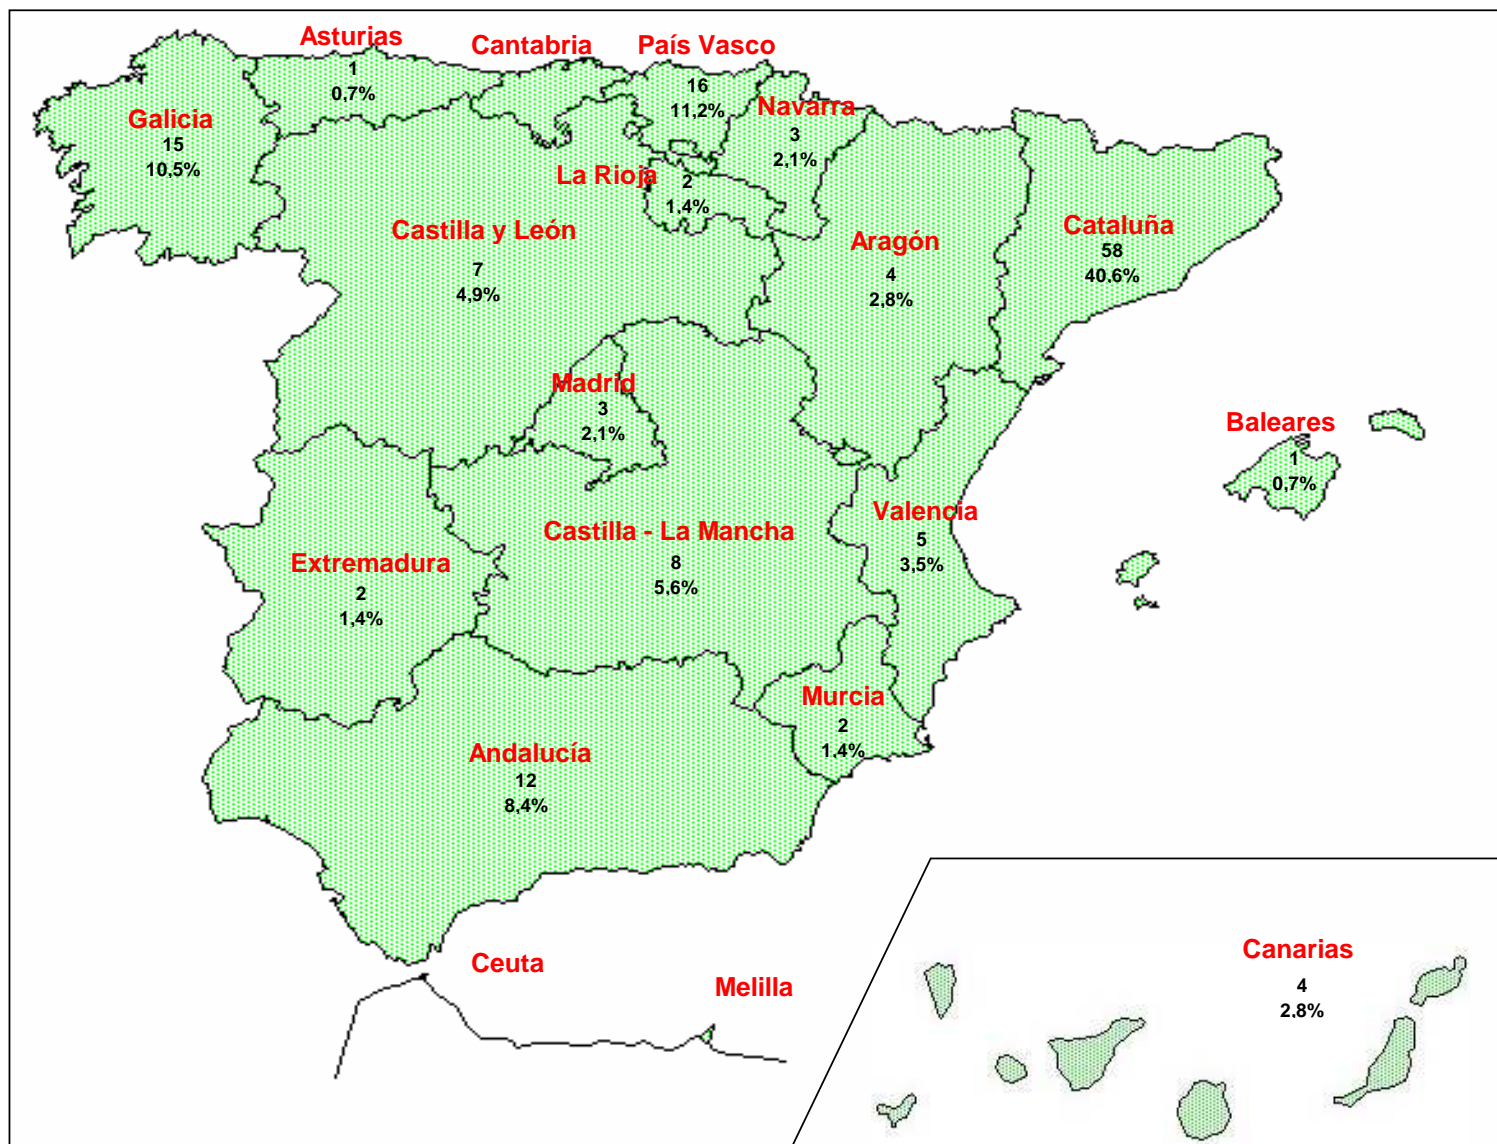 Asturias
1
0,7%
Cantabria
País Vasco
16
11,2%
Navarra
3
2,1%
Galicia
15
10,5%
La Rioja
2
1,4%
Castilla y León
7
4,9%
Aragón
4
2,8%
Cataluña
58
40,6%
Madrid
3
2,1%
Baleares
1
0,7%
Castilla - La Mancha
8
5,6%
Valencia
5
3,5%
Extremadura
2
1,4%
Murcia
2
1,4%
Andalucía
12
8,4%
Ceuta
Melilla
Canarias
4
2,8%